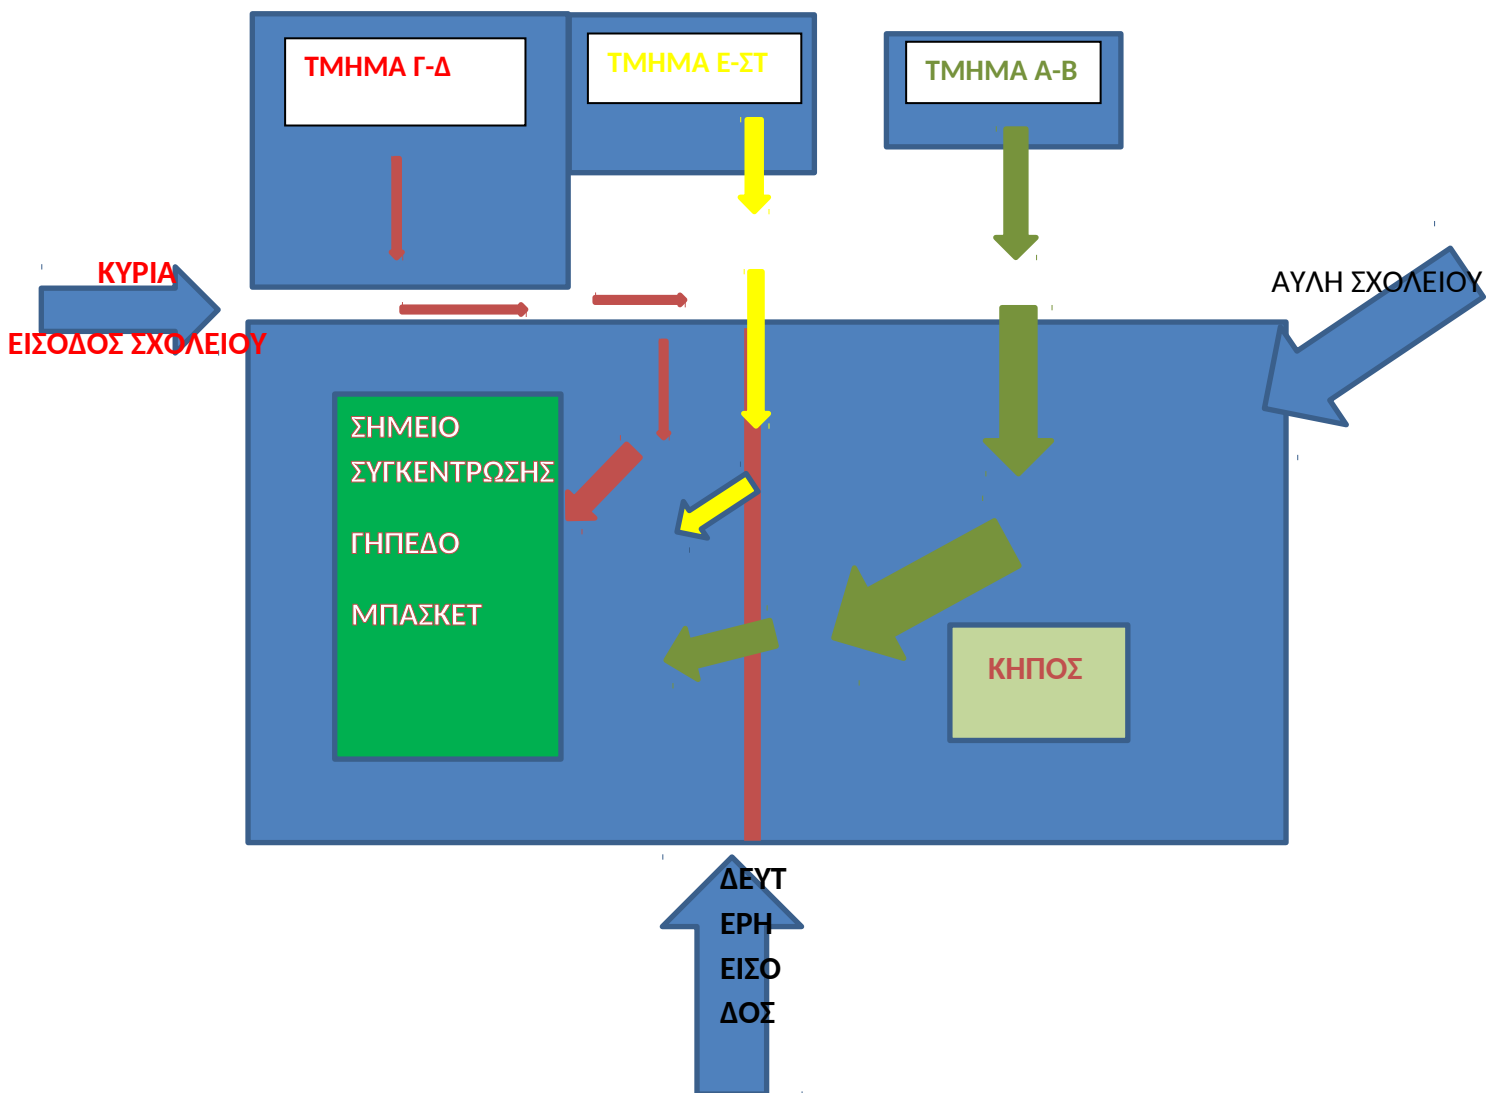 ΤΜΗΜΑ Γ-Δ
ΤΜΗΜΑ Ε-ΣΤ
ΤΜΗΜΑ Α-Β
ΚΥΡΙΑ
ΕΙΣΟΔΟΣ ΣΧΟΛΕΙΟΥ
ΑΥΛΗ ΣΧΟΛΕΙΟΥ
ΣΗΜΕΙΟ
ΣΥΓΚΕΝΤΡΩΣΗΣ
ΓΗΠΕΔΟ
ΜΠΑΣΚΕΤ
ΚΗΠΟΣ
ΔΕΥΤ
ΕΡΗ
ΕΙΣΟ
ΔΟΣ